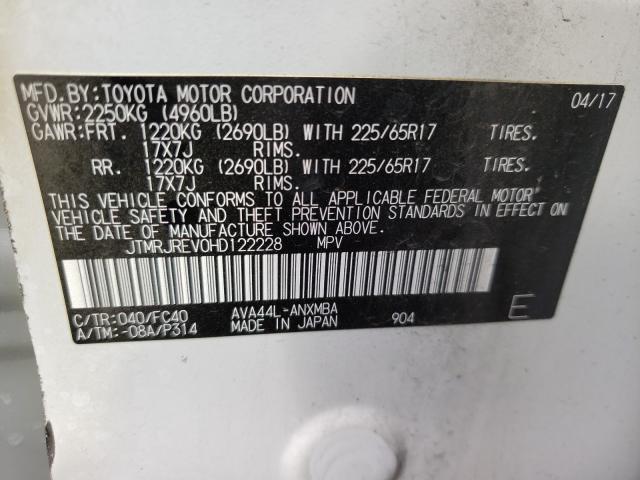 MFD.BY:TOYOTA MOTOR CORPORATION 04/17
GVWR:2250KG (4960LB)
GAWR:FRT. 1220KG (2690LB) WITH 225/65R17 TIRES.
17X7J RIMS.
RR. 1220KG (2690LB) WITH 225/65R17 TIRES.
17X7J RIMS.
THIS VEHICLE CONFORMS TO ALL APPLICABLE FEDERAL MOTOR
VEHICLE SAFETY AND THEFT PREVENTION STANDARDS IN EFFECT ON
THE DATE OF MANUFACTURE SHOWN ABOVE.
JTMRJREV0HD122228 MPV
C/TR:040/FC40 AVA44L-ANXMBA
A/TM:-08A/P314 MADE IN JAPAN 904 E